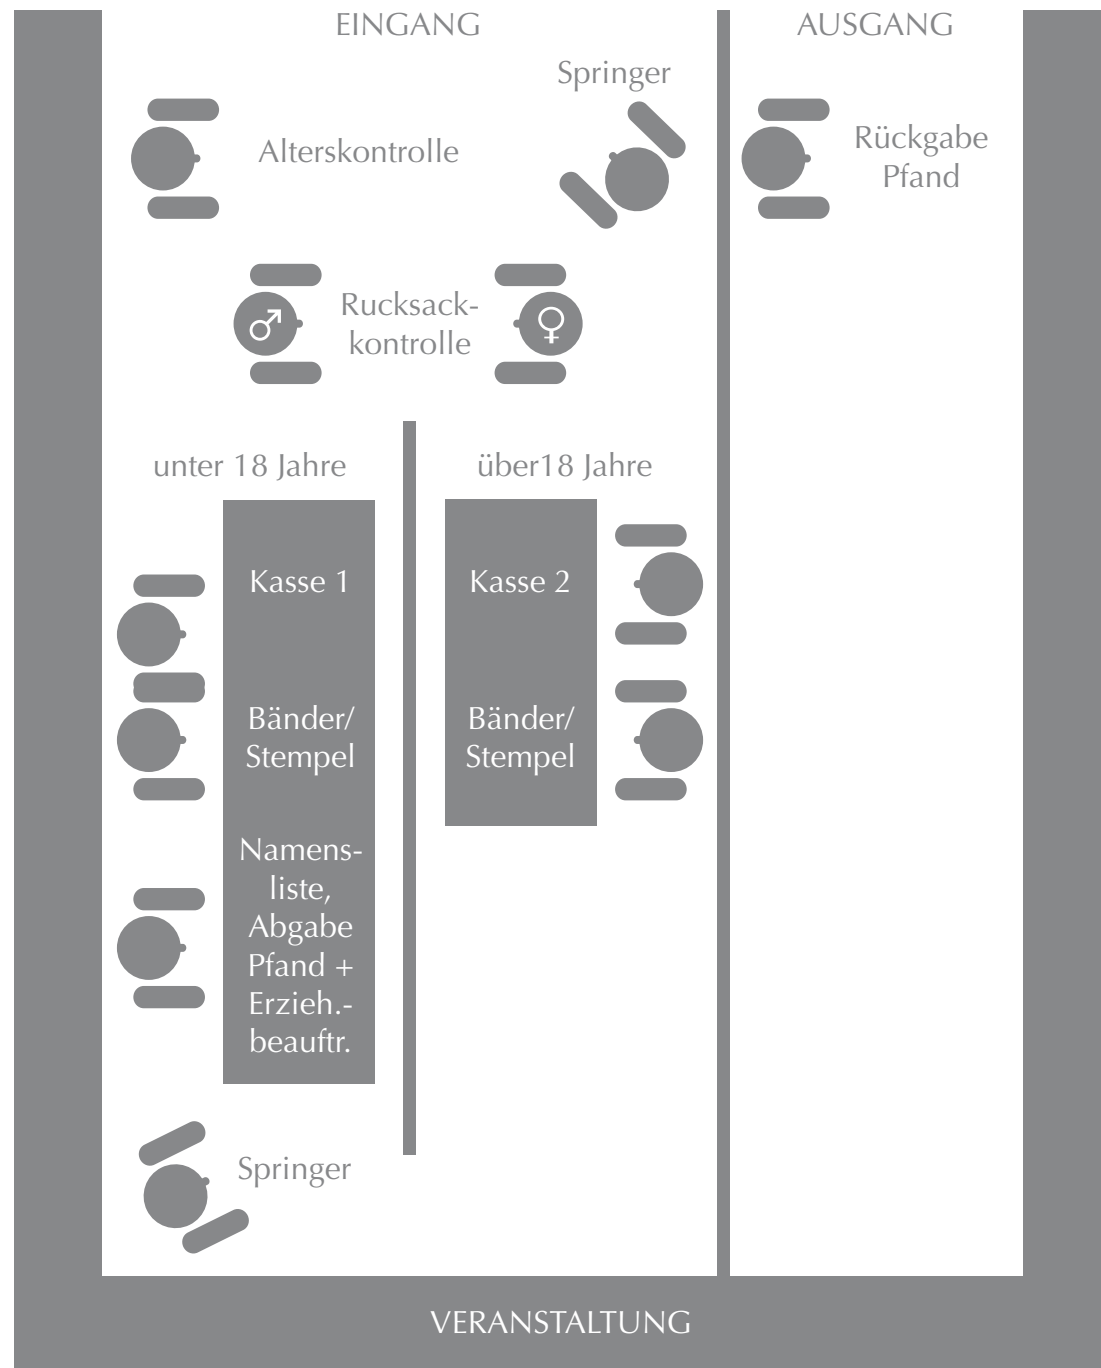 EINGANG
AUSGANG
Springer
Alterskontrolle
Rückgabe
Pfand
Rucksack-
kontrolle
unter 18 Jahre
über18 Jahre
Kasse 1
Kasse 2
Bänder/
Stempel
Bänder/
Stempel
Namens-
liste,
Abgabe
Pfand +
Erzieh.-
beauftr.
Springer
VERANSTALTUNG